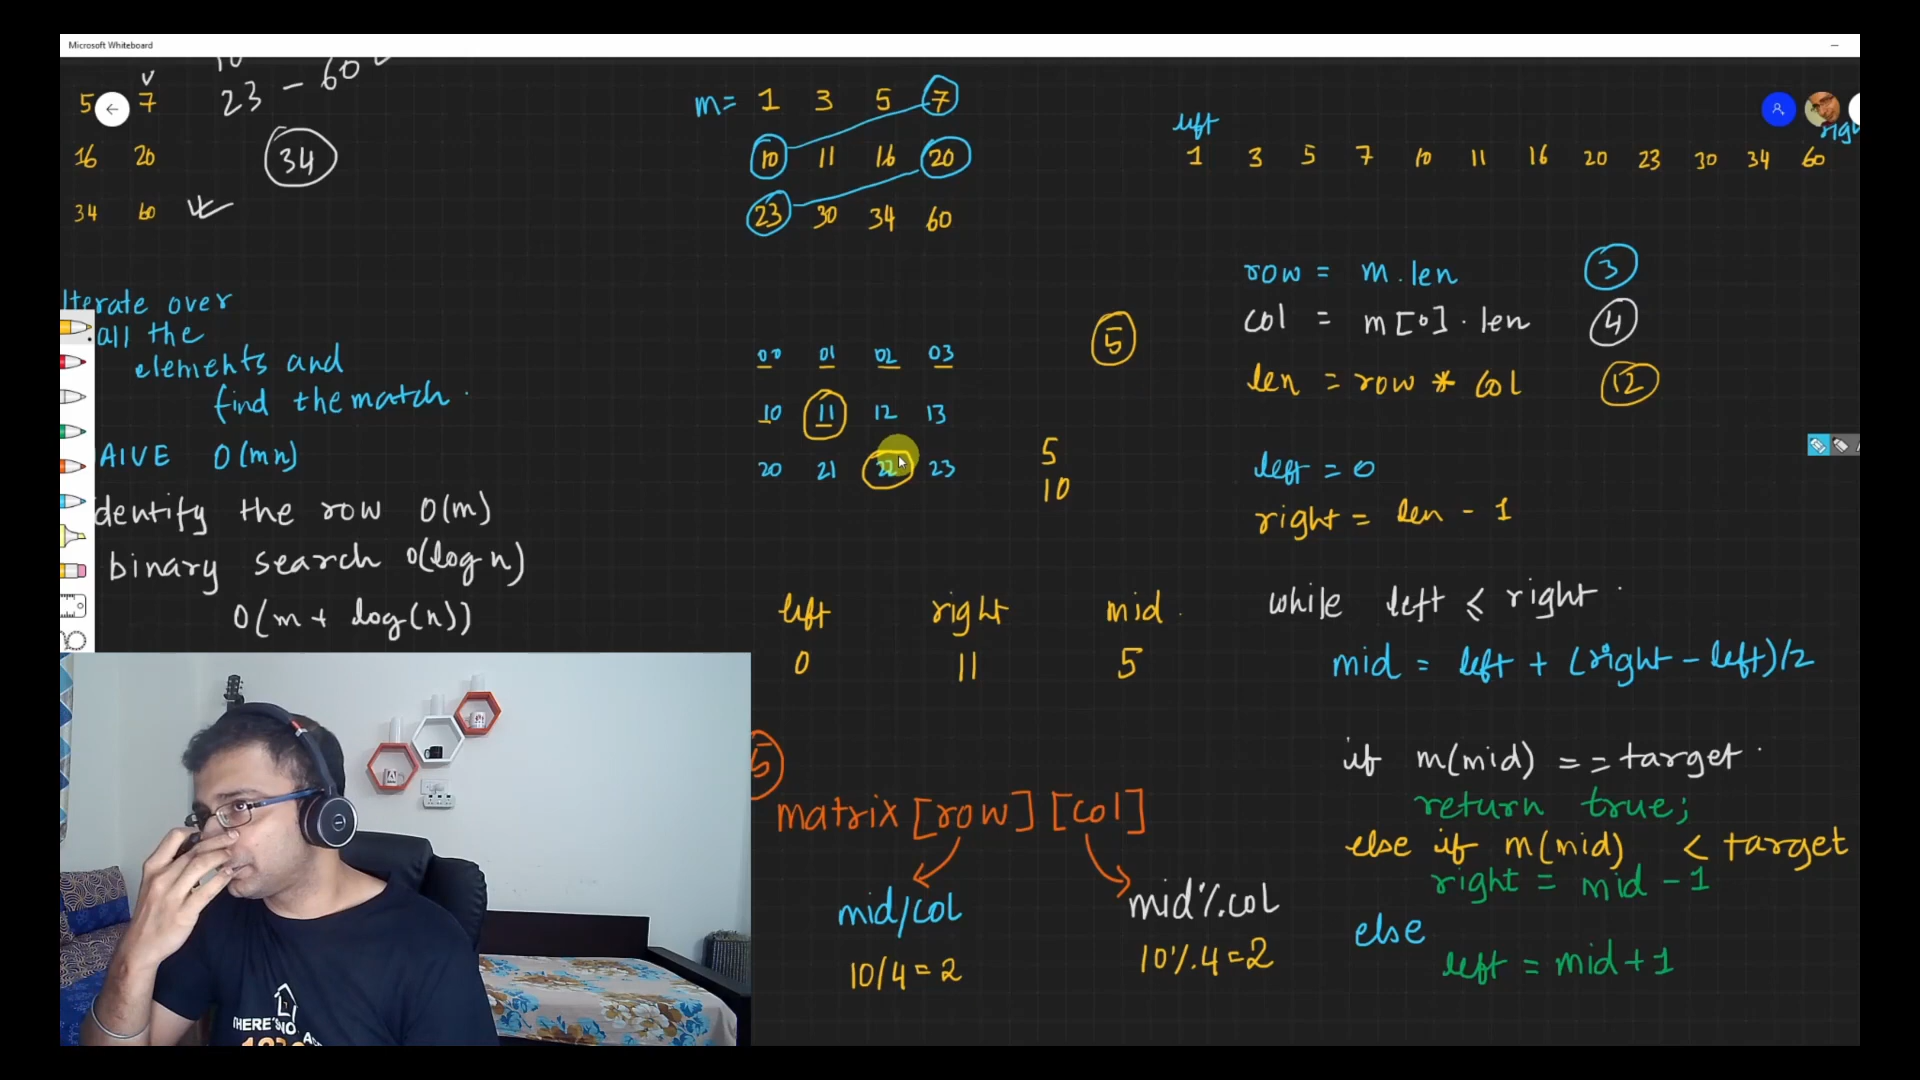 Microsoft Whiteboard
5 7
16 20
34 60
23 - 60
34
Iterate over
all the
elements and
find the match.
AIVE O(mn)
dentify the row O(m)
binary search O(log n)
O(m + log(n))
m= 1 3 5 7
10 11 16 20
23 30 34 60
00 01 02 03
10 11 12 13
20 21 22 23
5
5
10
left right mid
0 11 5
5
matrix [row] [col]
mid/col mid%col
10/4=2 10%4=2
left
1 3 5 7 10 11 16 20 23 30 34 60
row = m.len 3
col = m[0].len 4
len = row * col 12
left = 0
right = len - 1
while left <= right
mid = left + (right - left)/2
if m(mid) == target
return true;
else if m(mid) < target
right = mid - 1
else
left = mid + 1
THERE'S NO